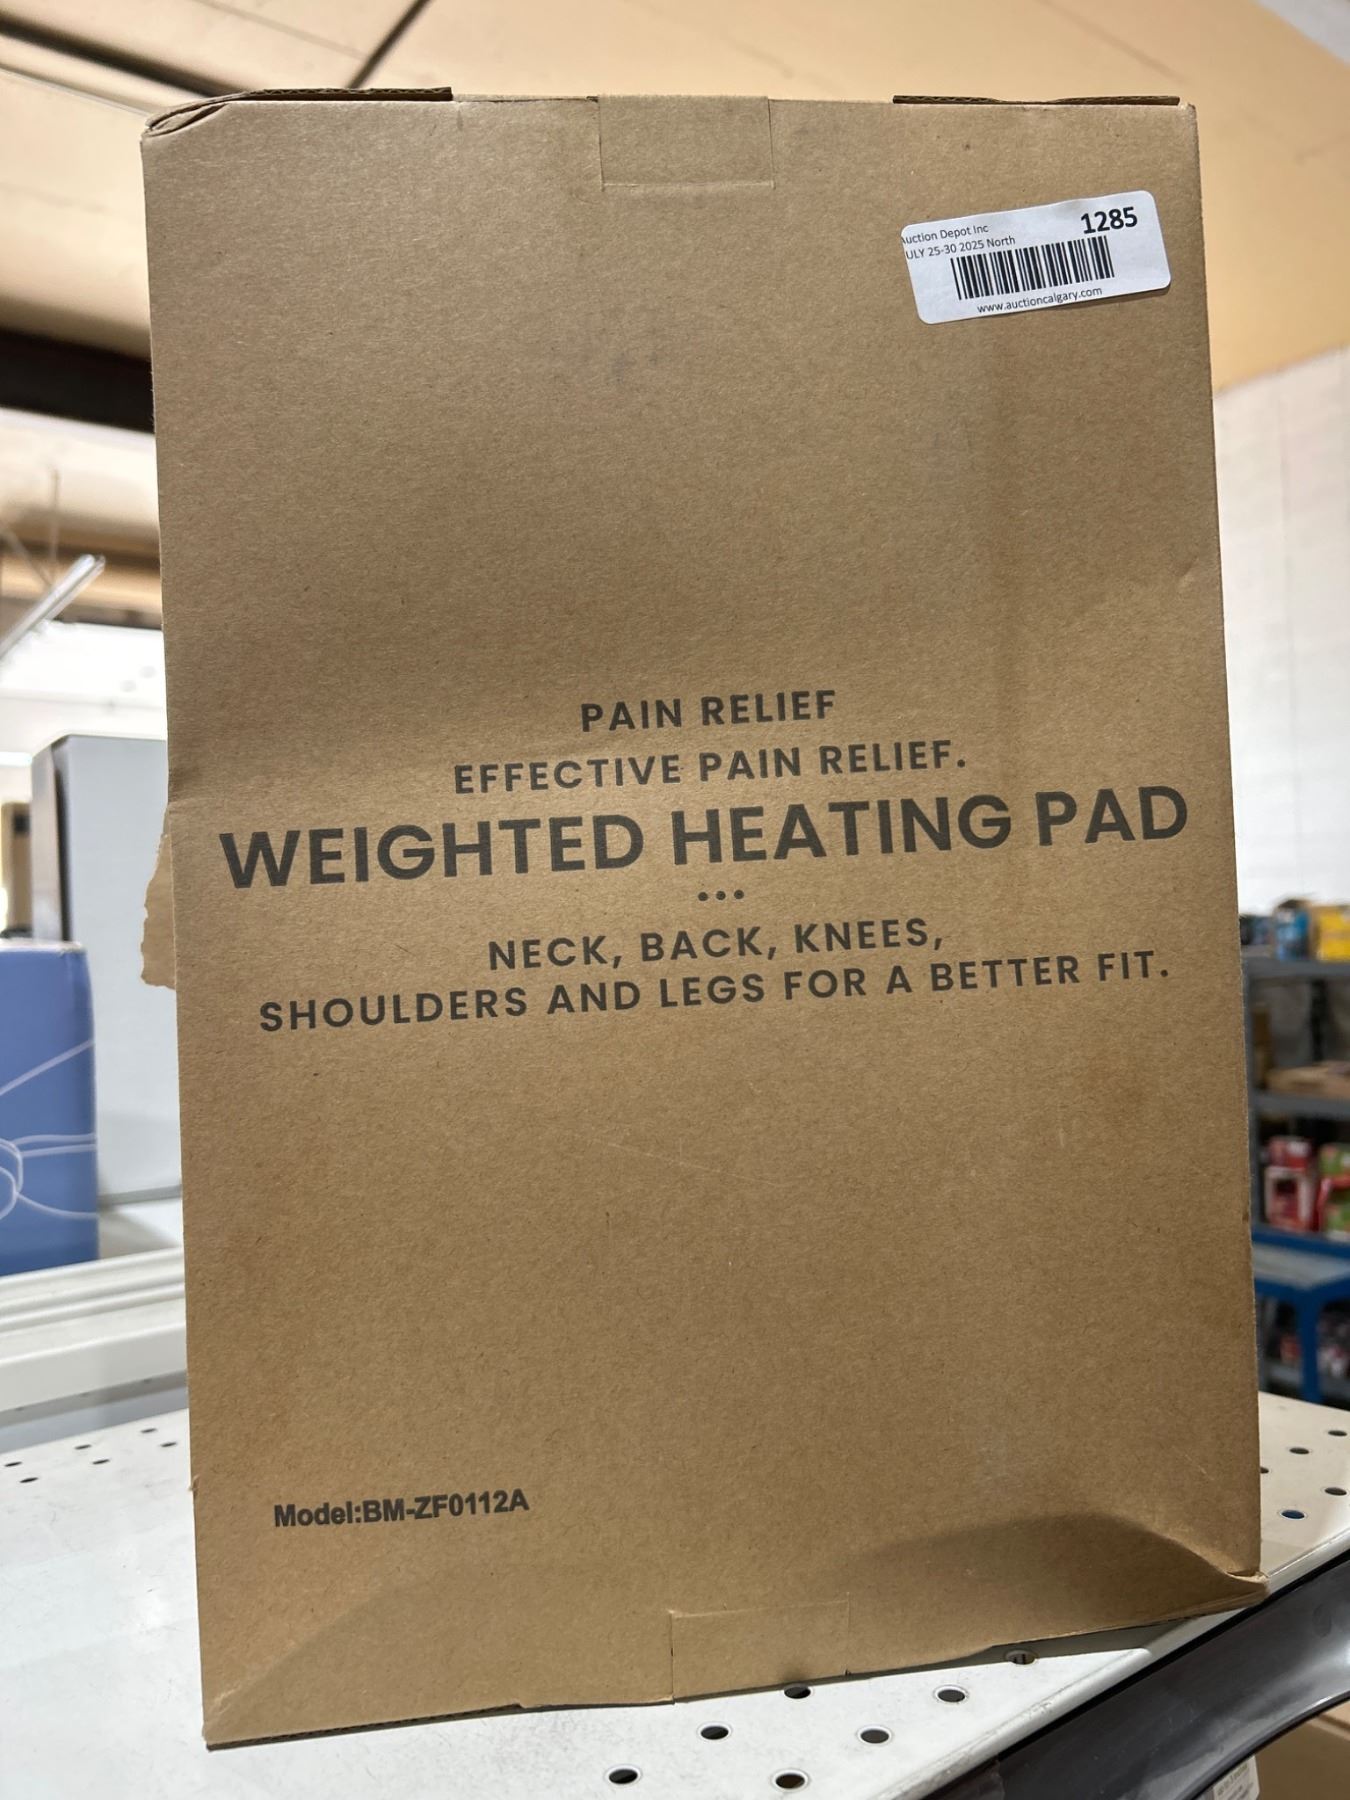 uction Depot Inc
1285
ULY 25-30 2025 North
www.auctioncalgary.com
PAIN RELIEF
EFFECTIVE PAIN RELIEF.
WEIGHTED HEATING PAD
...
NECK, BACK, KNEES,
SHOULDERS AND LEGS FOR A BETTER FIT.
Model:BM-ZF0112A